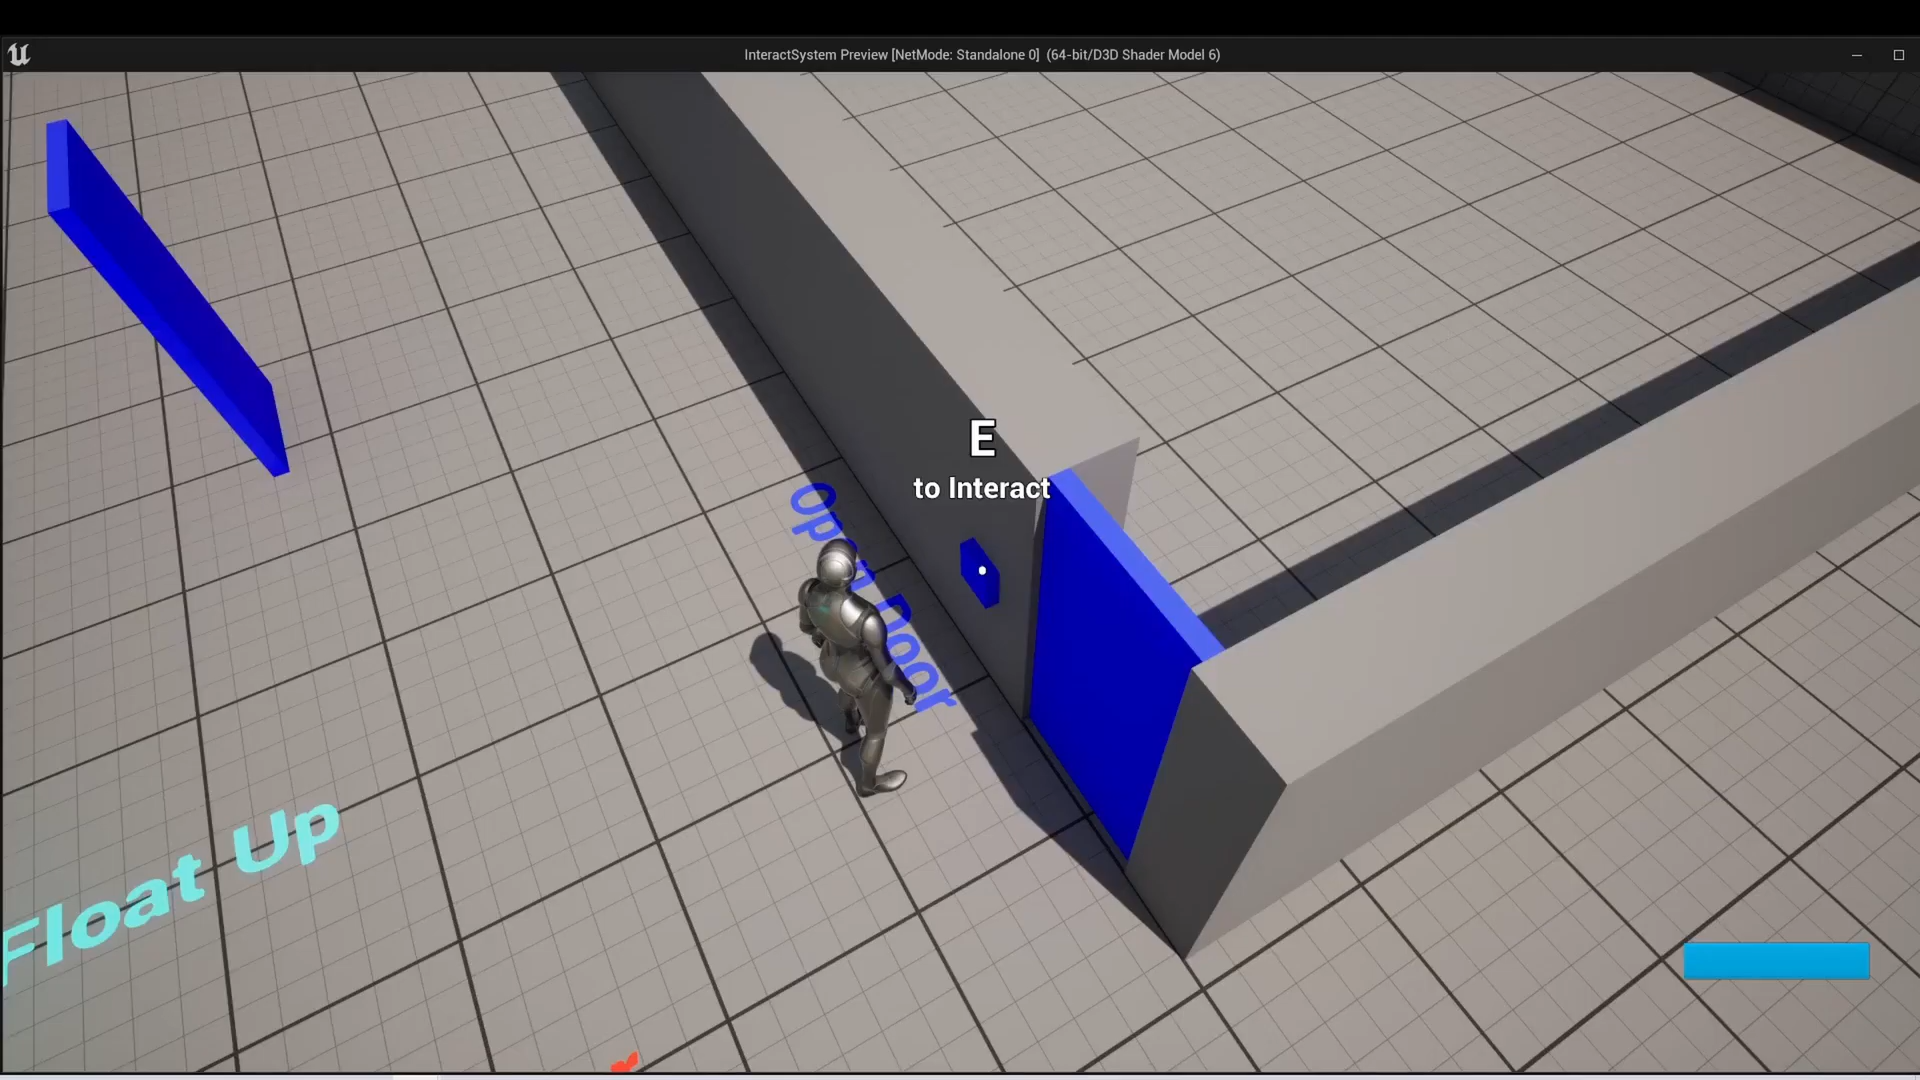 InteractSystem Preview [NetMode: Standalone 0] (64-bit/D3D Shader Model 6)
E
to Interact
Open Door
Float Up